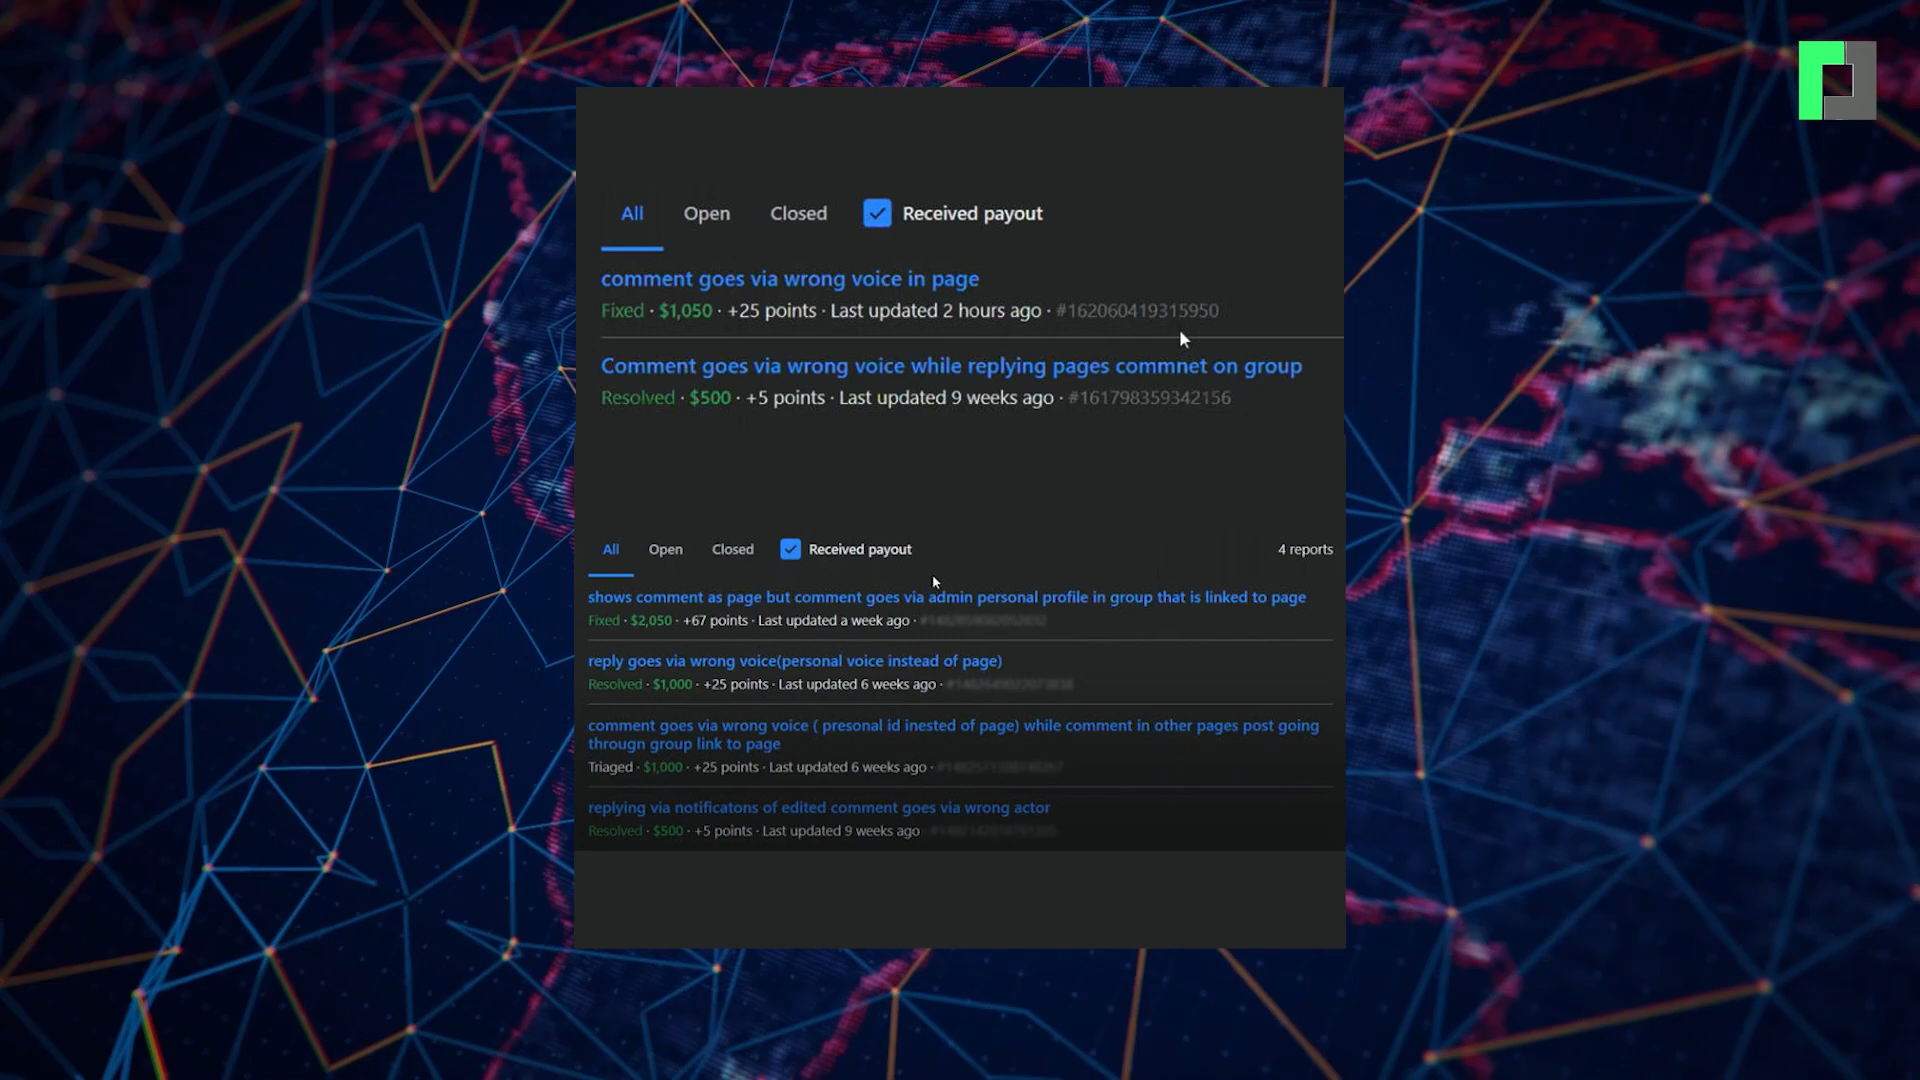 All Open Closed Received payout
comment goes via wrong voice in page
Fixed · $1,050 · +25 points · Last updated 2 hours ago · #162060419315950
Comment goes via wrong voice while replying pages commnet on group
Resolved · $500 · +5 points · Last updated 9 weeks ago · #161798359342156
All Open Closed Received payout 4 reports
shows comment as page but comment goes via admin personal profile in group that is linked to page
Fixed · $2,050 · +67 points · Last updated a week ago ·
reply goes via wrong voice(personal voice instead of page)
Resolved · $1,000 · +25 points · Last updated 6 weeks ago ·
comment goes via wrong voice ( presonal id inested of page) while comment in other pages post going
througn group link to page
Triaged · $1,000 · +25 points · Last updated 6 weeks ago ·
replying via notificatons of edited comment goes via wrong actor
Resolved · $500 · +5 points · Last updated 9 weeks ago